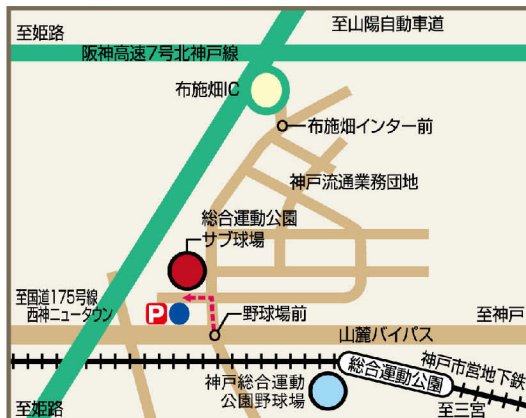 至姫路
至山陽自動車道
阪神高速7号北神戸線
布施畑IC
布施畑インター前
神戸流通業務団地
総合運動公園
サブ球場
至国道175号線
西神ニュータウン
P
野球場前
至神戸
山麓バイパス
神戸市営地下鉄
総合運動公園
神戸総合運動
公園野球場
至姫路
至三宮